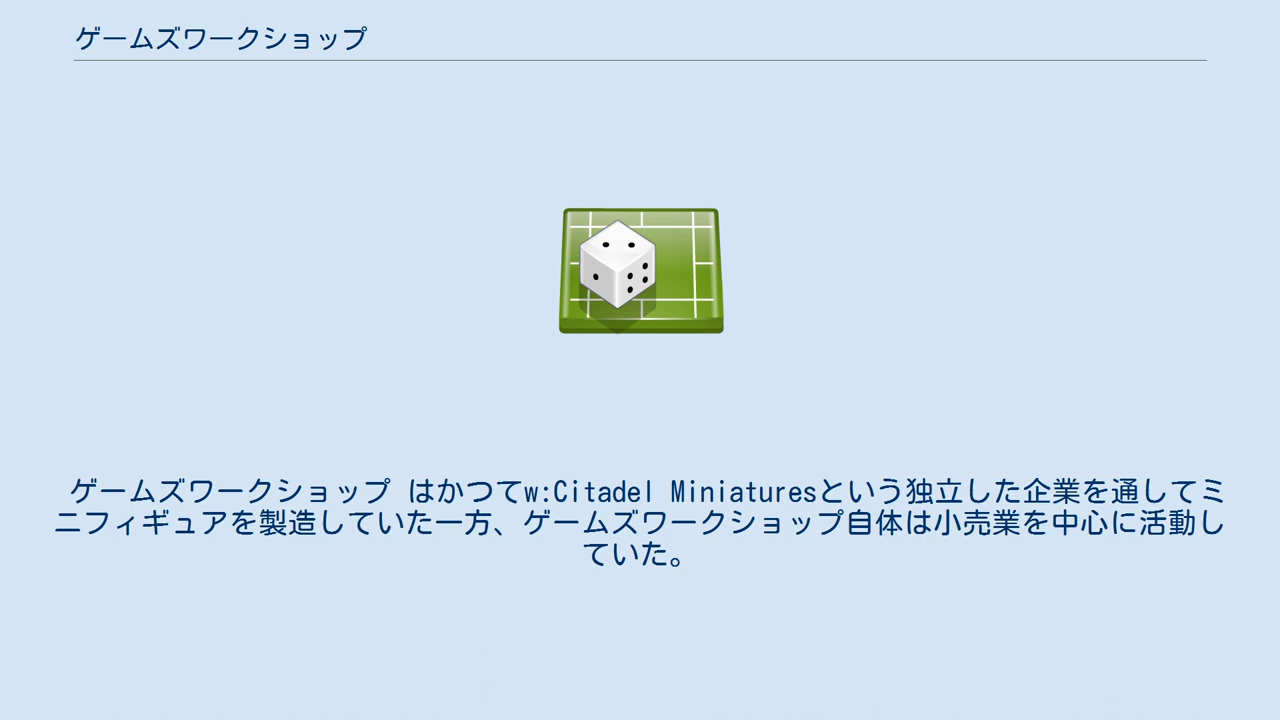 ゲームズワークショップ
ゲームズワークショップ はかつてw:Citadel Miniaturesという独立した企業を通してミ
ニフィギュアを製造していた一方、ゲームズワークショップ自体は小売業を中心に活動し
ていた。